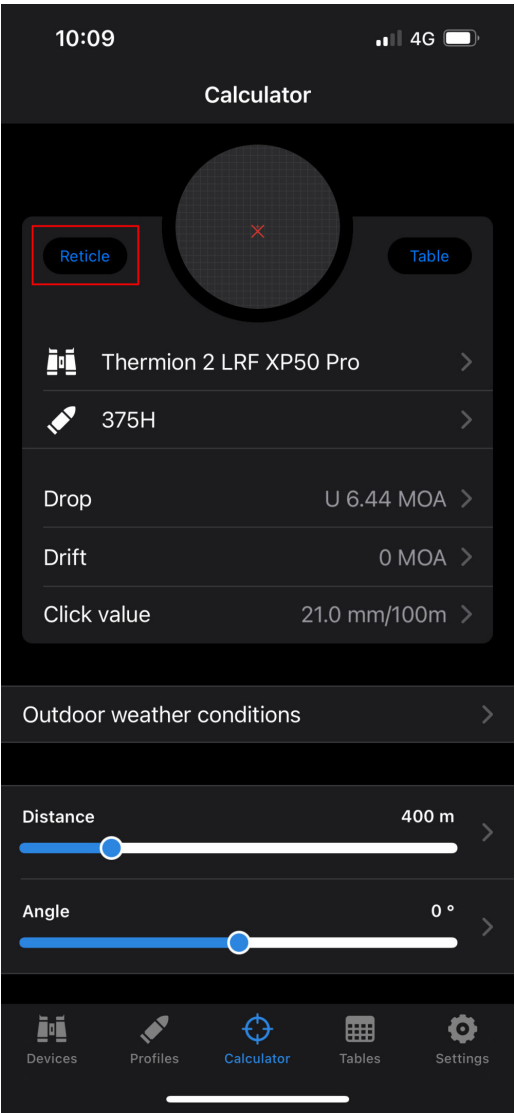 10:09 4G
Calculator
Reticle Table
Thermion 2 LRF XP50 Pro
375H
Drop U 6.44 MOA
Drift 0 MOA
Click value 21.0 mm/100m
Outdoor weather conditions
Distance 400 m
Angle 0 °
Devices Profiles Calculator Tables Settings